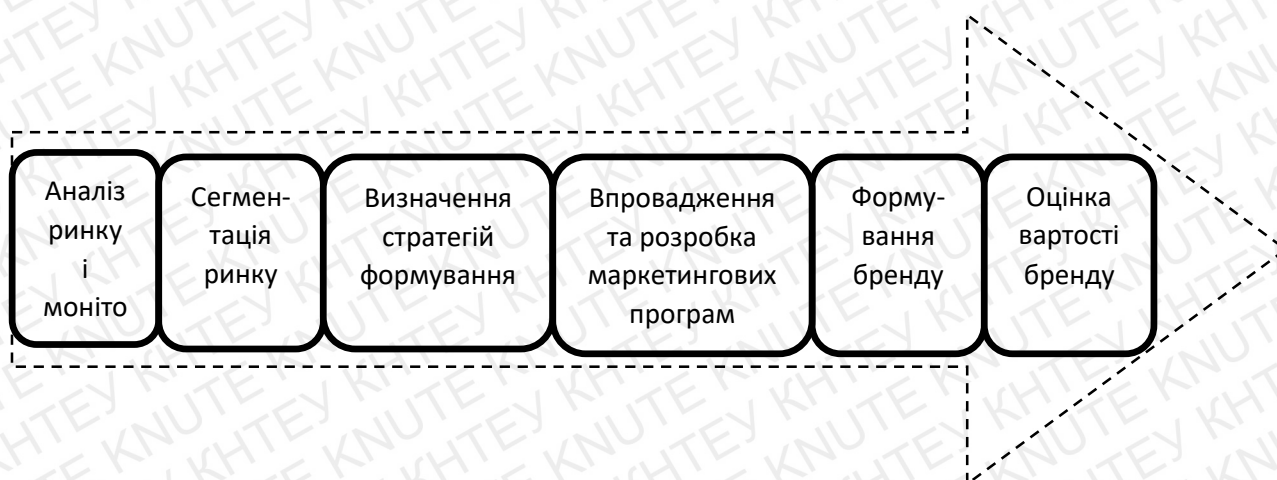 Аналіз
ринку
і
моніто
Сегмен-
тація
ринку
Визначення
стратегій
формування
Впровадження
та розробка
маркетингових
програм
Форму-
вання
бренду
Оцінка
вартості
бренду